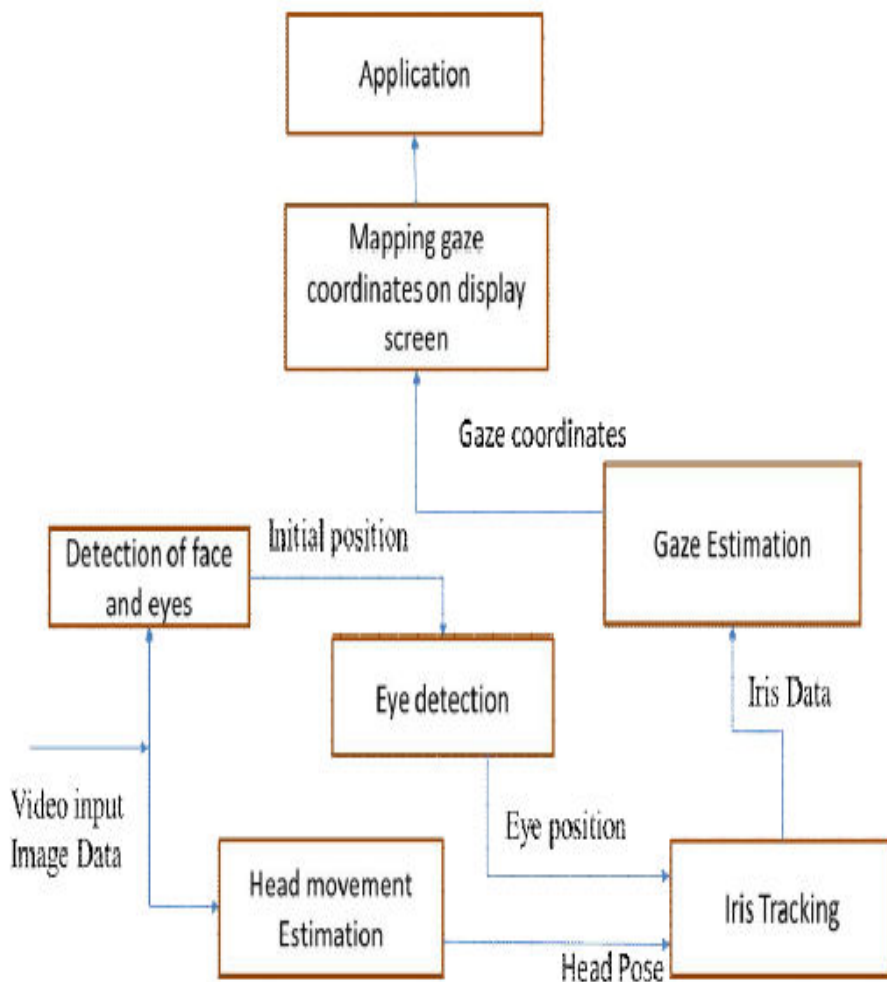 Application
Mapping gaze
coordinates on display
screen
Gaze coordinates
Gaze Estimation
Initial position
Detection of face
and eyes
Eye detection
Iris Data
Video input
Image Data
Eye position
Head movement
Estimation
Iris Tracking
Head Pose